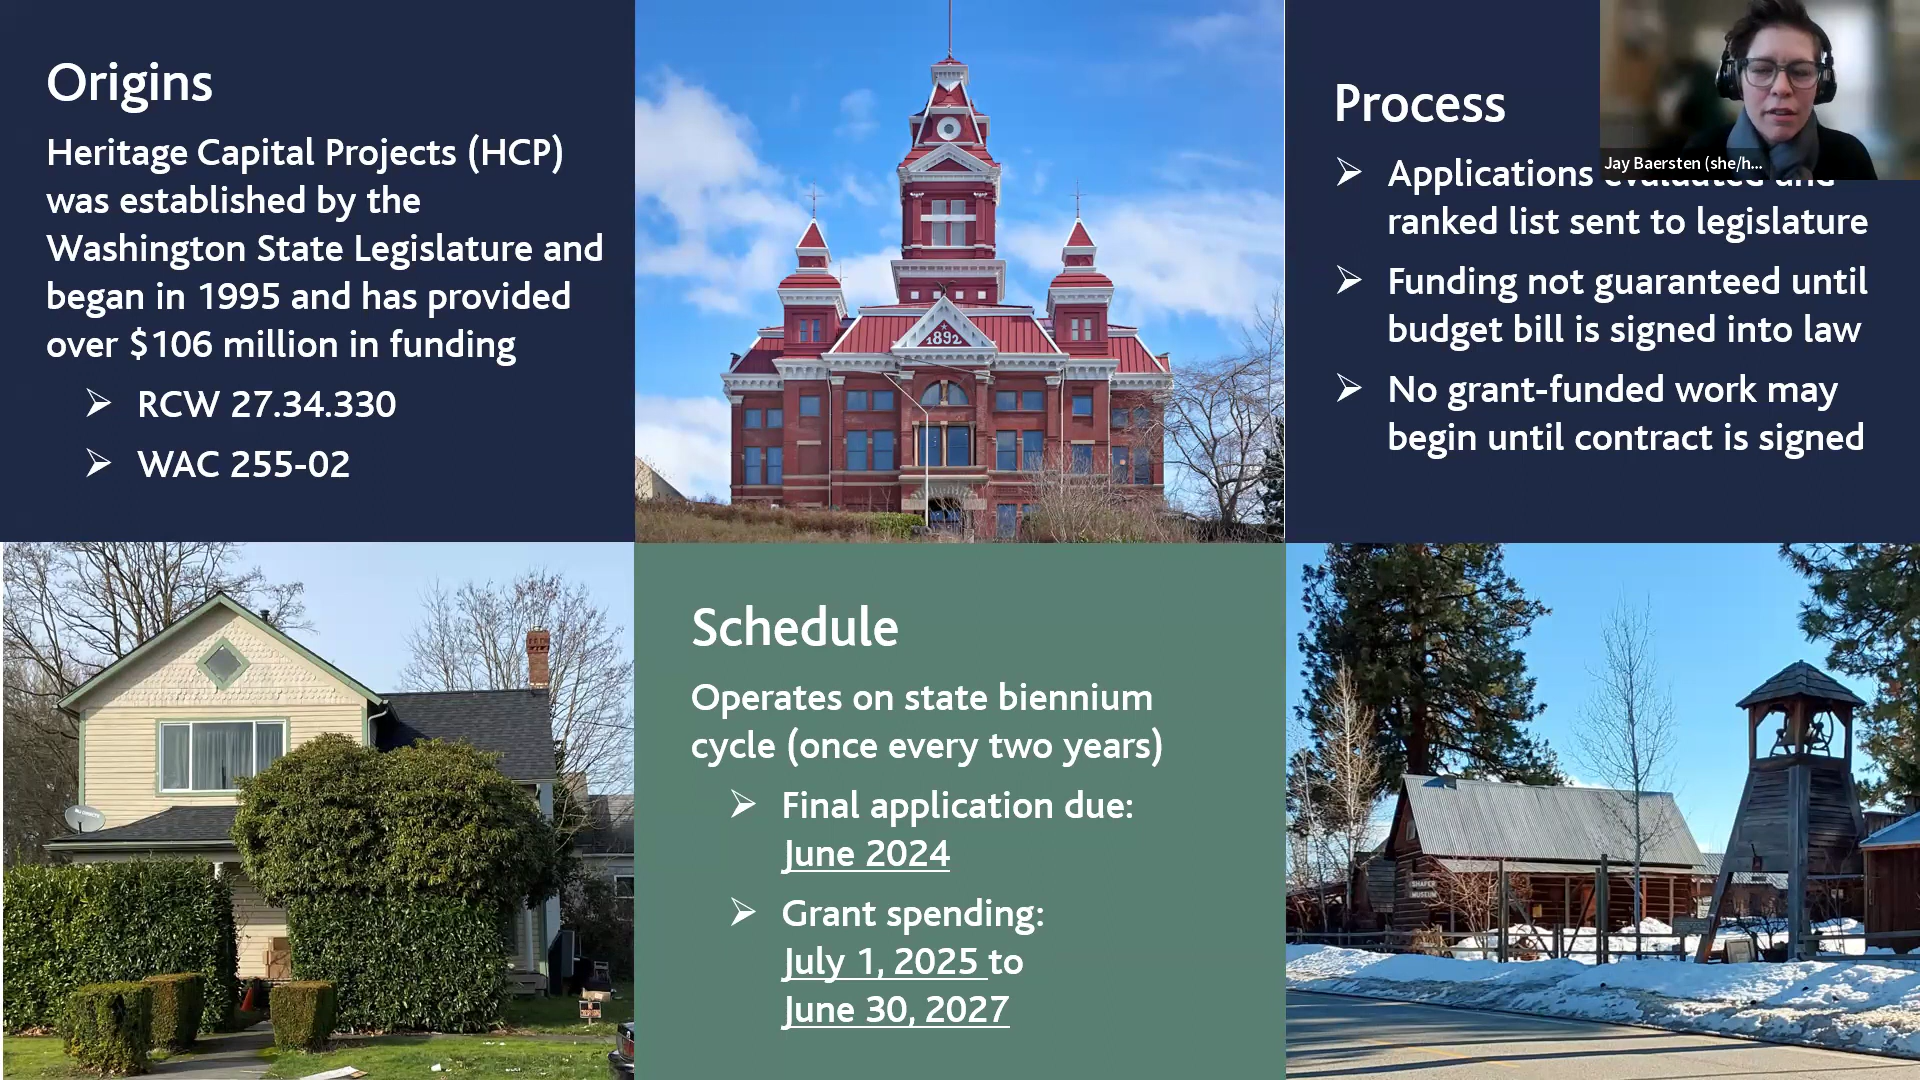 Origins
Heritage Capital Projects (HCP)
was established by the
Washington State Legislature and
began in 1995 and has provided
over $106 million in funding
➢ RCW 27.34.330
➢ WAC 255-02
1892
Process
Jay Baersten (she/h...
➢ Applications evaluated and
ranked list sent to legislature
➢ Funding not guaranteed until
budget bill is signed into law
➢ No grant-funded work may
begin until contract is signed
Schedule
Operates on state biennium
cycle (once every two years)
➢ Final application due:
June 2024
➢ Grant spending:
July 1, 2025 to
June 30, 2027
SHAFER
MUSEUM